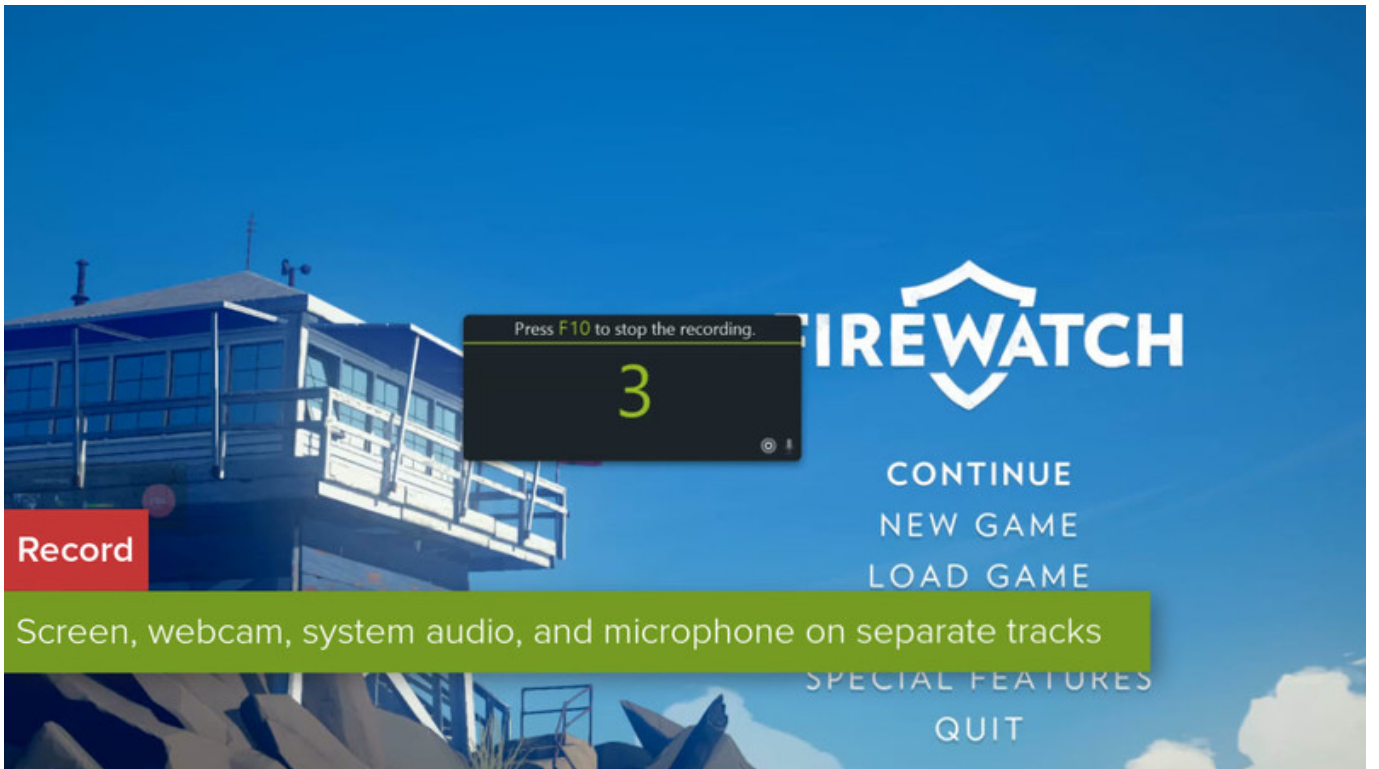 Press F10 to stop the recording.
3
FIREWATCH
CONTINUE
NEW GAME
LOAD GAME
Record
Screen, webcam, system audio, and microphone on separate tracks
SPECIAL FEATURES
QUIT